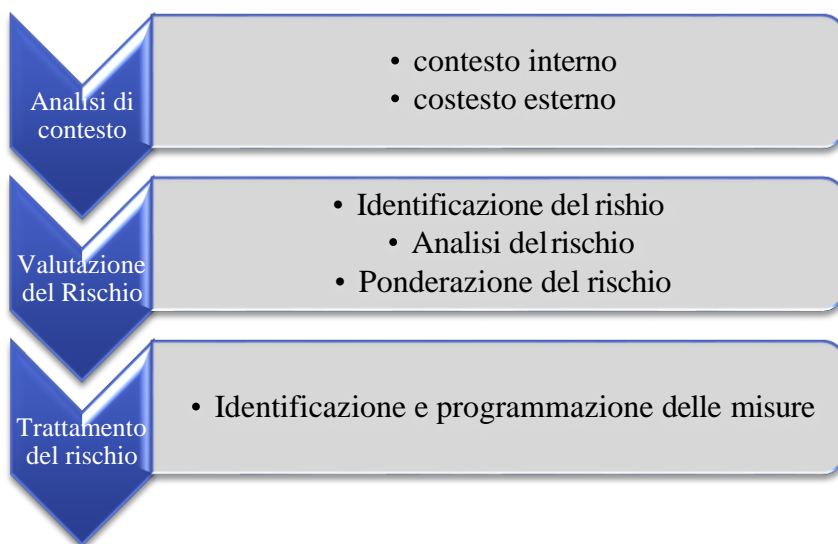 Analisi di
contesto
• contesto interno
• costesto esterno
Valutazione
del Rischio
• Identificazione del rishio
• Analisi del rischio
• Ponderazione del rischio
Trattamento
del rischio
• Identificazione e programmazione delle misure